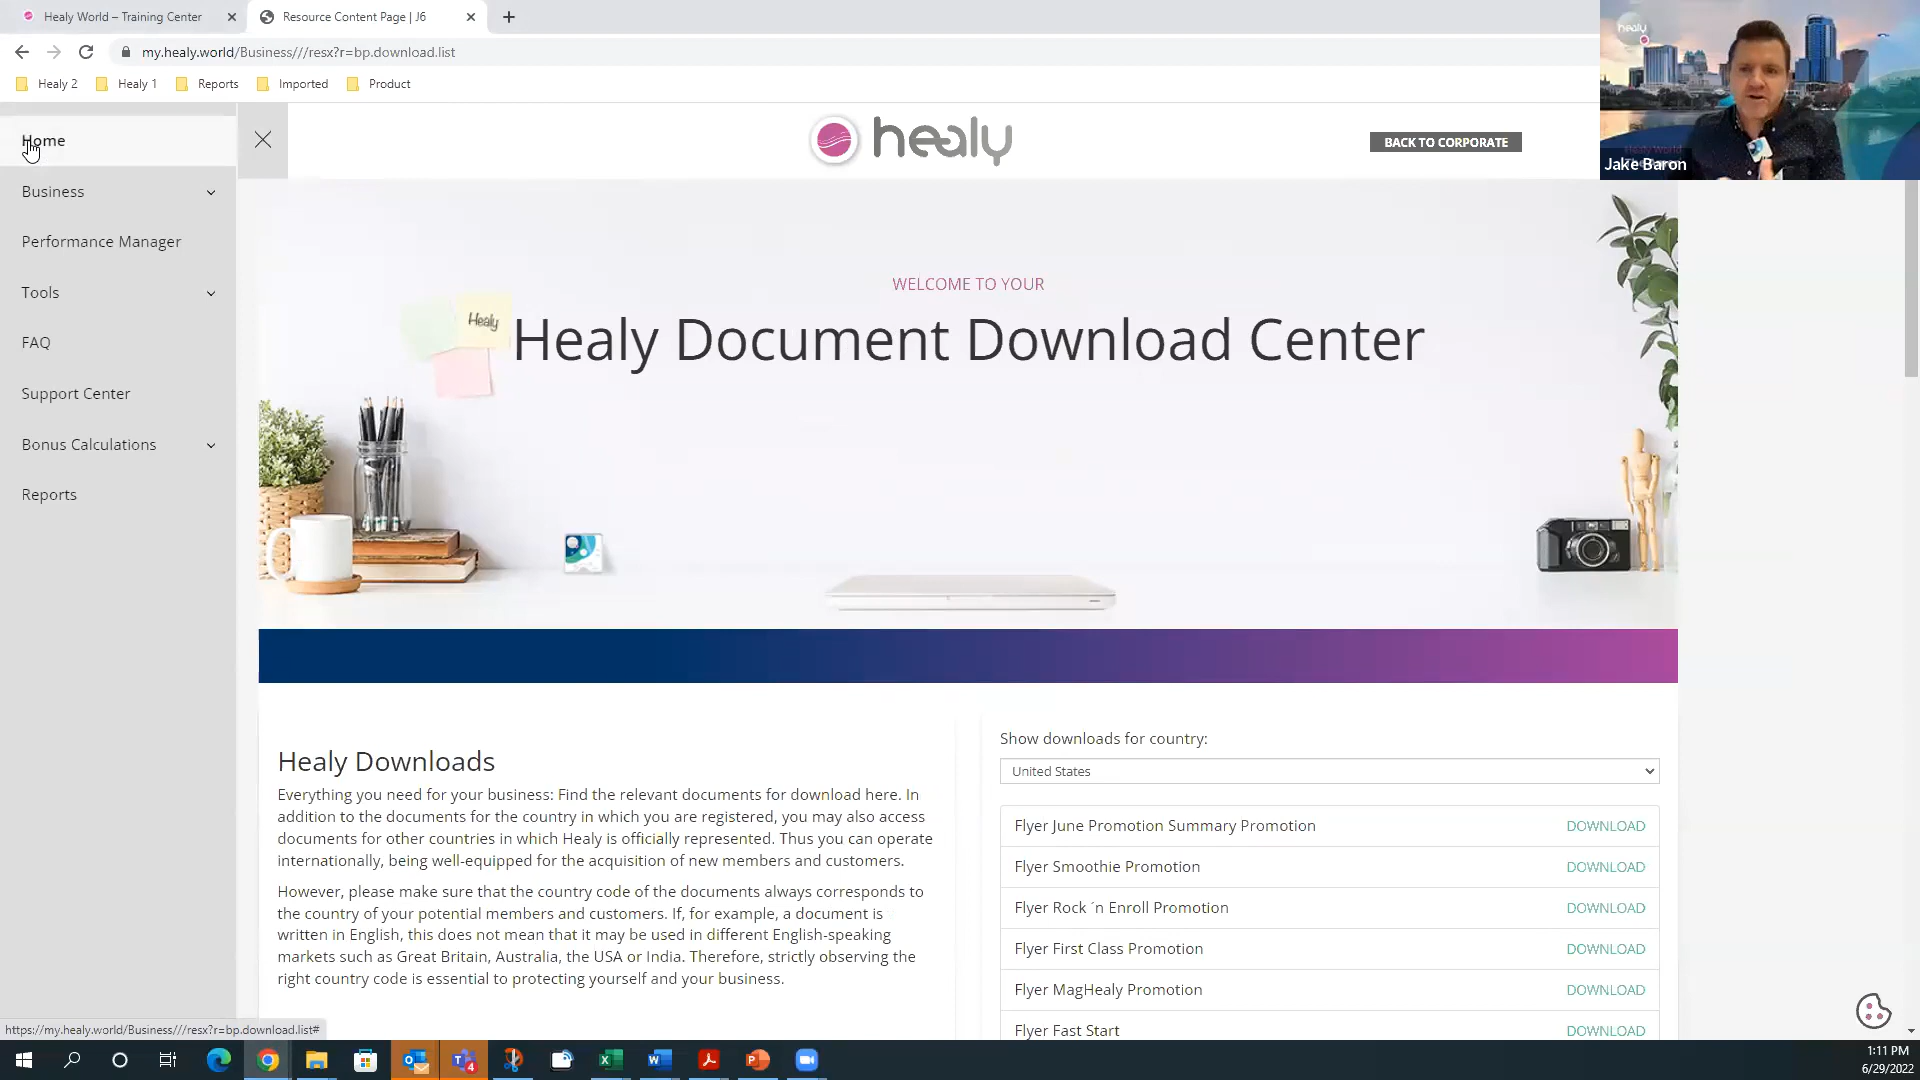 Healy World – Training Center
Resource Content Page | J6
my.healy.world/Business///resx?r=bp.download.list
Healy 2
Healy 1
Reports
Imported
Product
healy
Jake Baron
Home
Business
Performance Manager
Tools
FAQ
Support Center
Bonus Calculations
Reports
healy
BACK TO CORPORATE
WELCOME TO YOUR
Healy
Healy Document Download Center
Healy Downloads
Everything you need for your business: Find the relevant documents for download here. In
addition to the documents for the country in which you are registered, you may also access
documents for other countries in which Healy is officially represented. Thus you can operate
internationally, being well-equipped for the acquisition of new members and customers.
However, please make sure that the country code of the documents always corresponds to
the country of your potential members and customers. If, for example, a document is
written in English, this does not mean that it may be used in different English-speaking
markets such as Great Britain, Australia, the USA or India. Therefore, strictly observing the
right country code is essential to protecting yourself and your business.
Show downloads for country:
United States
Flyer June Promotion Summary Promotion DOWNLOAD
Flyer Smoothie Promotion DOWNLOAD
Flyer Rock ´n Enroll Promotion DOWNLOAD
Flyer First Class Promotion DOWNLOAD
Flyer MagHealy Promotion DOWNLOAD
Flyer Fast Start DOWNLOAD
https://my.healy.world/Business///resx?r=bp.download.list#
4
1:11 PM
6/29/2022